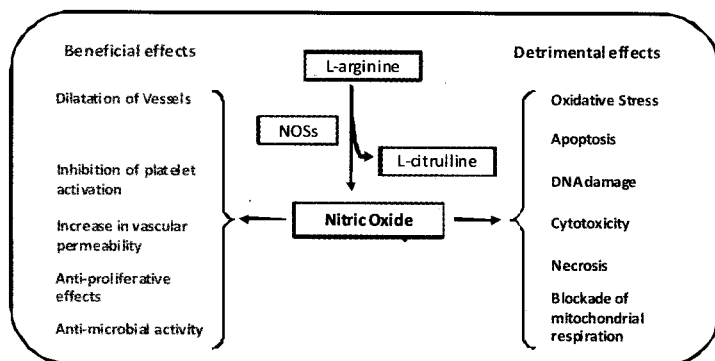 Beneficial effects
Detrimental effects
L-arginine
Dilatation of Vessels
NOSs
L-citrulline
Inhibition of platelet
activation
Nitric Oxide
Increase in vascular
permeability
Anti-proliferative
effects
Anti-microbial activity
Oxidative Stress
Apoptosis
DNA damage
Cytotoxicity
Necrosis
Blockade of
mitochondrial
respiration